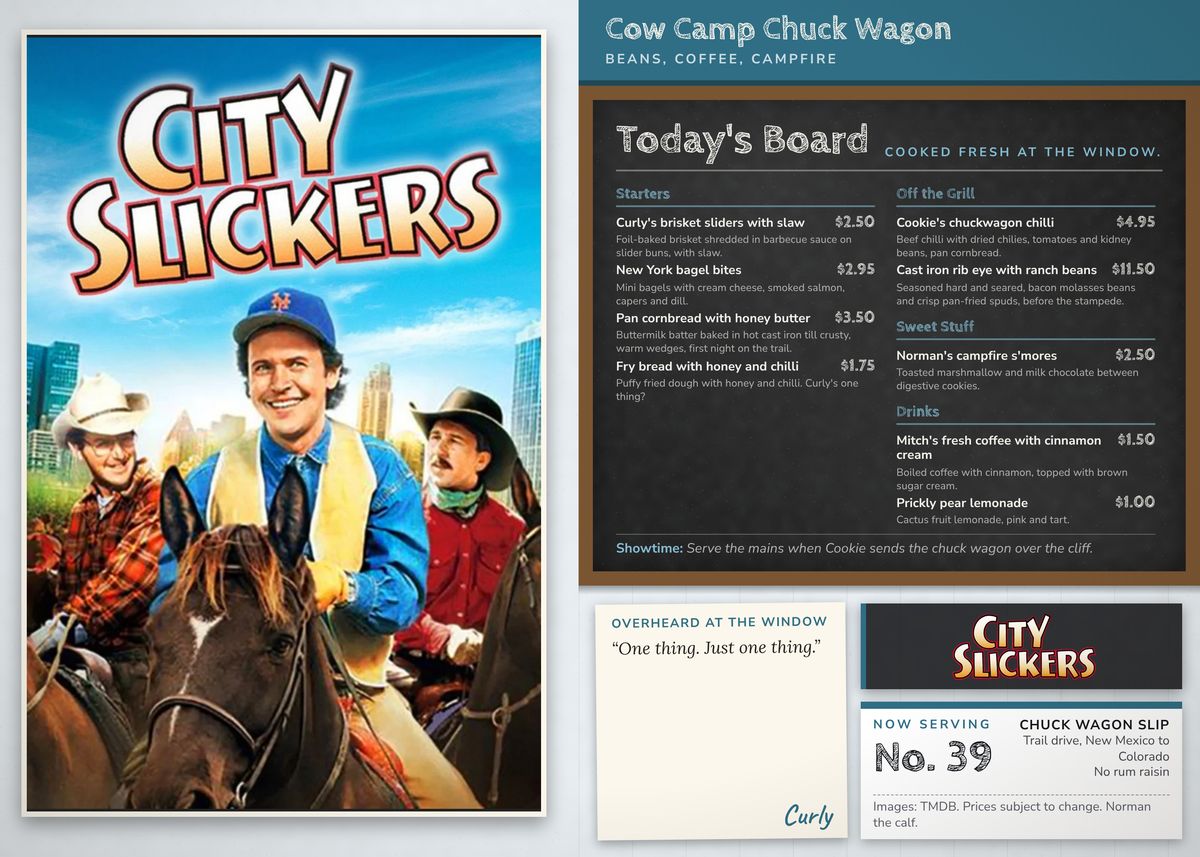 CITY
SLICKERS
Cow Camp Chuck Wagon
BEANS, COFFEE, CAMPFIRE
Today's Board
COOKED FRESH AT THE WINDOW.
Starters
Curly's brisket sliders with slaw $2.50
Foil-baked brisket shredded in barbecue sauce on
slider buns, with slaw.
New York bagel bites $2.95
Mini bagels with cream cheese, smoked salmon,
capers and dill.
Pan cornbread with honey butter $3.50
Buttermilk batter baked in hot cast iron till crusty,
warm wedges, first night on the trail.
Fry bread with honey and chilli $1.75
Puffy fried dough with honey and chilli. Curly's one
thing?
Off the Grill
Cookie's chuckwagon chilli $4.95
Beef chilli with dried chilies, tomatoes and kidney
beans, pan cornbread.
Cast iron rib eye with ranch beans $11.50
Seasoned hard and seared, bacon molasses beans
and crisp pan-fried spuds, before the stampede.
Sweet Stuff
Norman's campfire s'mores $2.50
Toasted marshmallow and milk chocolate between
digestive cookies.
Drinks
Mitch's fresh coffee with cinnamon $1.50
cream
Boiled coffee with cinnamon, topped with brown
sugar cream.
Prickly pear lemonade $1.00
Cactus fruit lemonade, pink and tart.
Showtime: Serve the mains when Cookie sends the chuck wagon over the cliff.
OVERHEARD AT THE WINDOW
“One thing. Just one thing.”
Curly
CITY
SLICKERS
NOW SERVING
No. 39
CHUCK WAGON SLIP
Trail drive, New Mexico to
Colorado
No rum raisin
Images: TMDB. Prices subject to change. Norman
the calf.